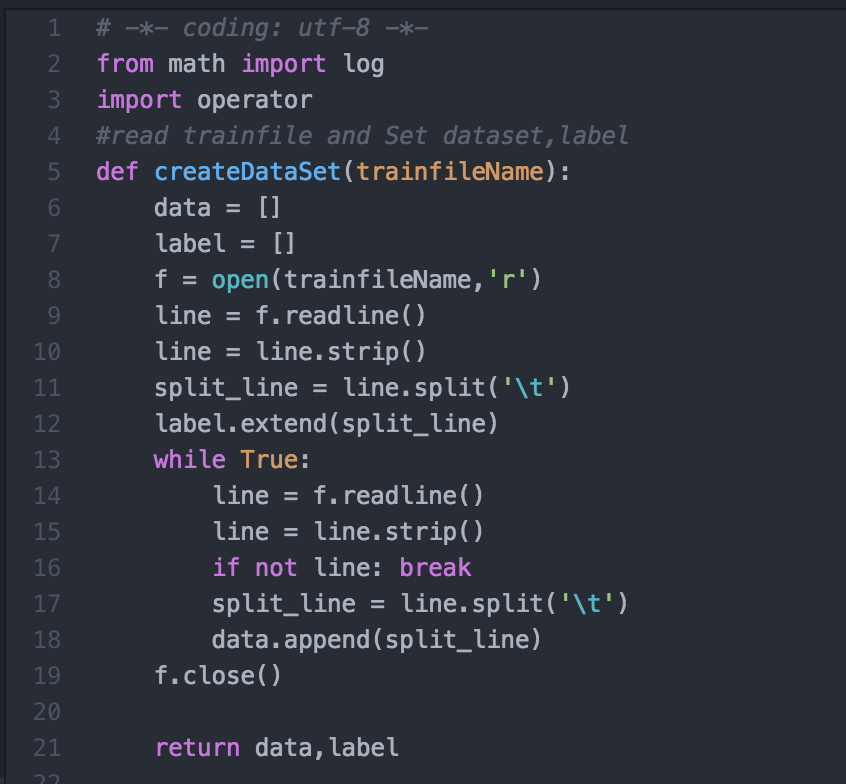 1 # -*- coding: utf-8 -*-
2 from math import log
3 import operator
4 #read trainfile and Set dataset,label
5 def createDataSet(trainfileName):
6     data = []
7     label = []
8     f = open(trainfileName,'r')
9     line = f.readline()
10     line = line.strip()
11     split_line = line.split('\t')
12     label.extend(split_line)
13     while True:
14         line = f.readline()
15         line = line.strip()
16         if not line: break
17         split_line = line.split('\t')
18         data.append(split_line)
19     f.close()
20
21     return data,label
22